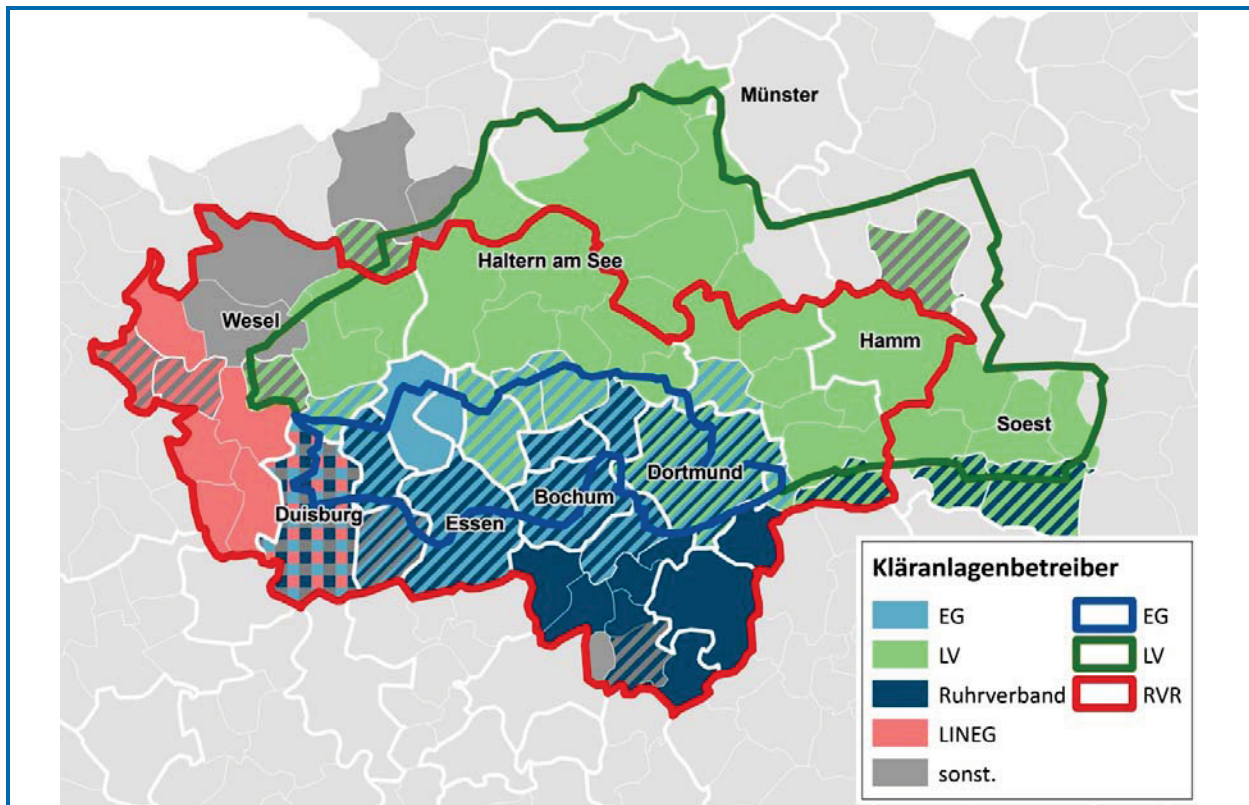 Münster
Haltern am See
Wesel
Hamm
Soest
Dortmund
Bochum
Duisburg
Essen
Kläranlagenbetreiber
EG
EG
LV
LV
Ruhrverband
RVR
LINEG
sonst.